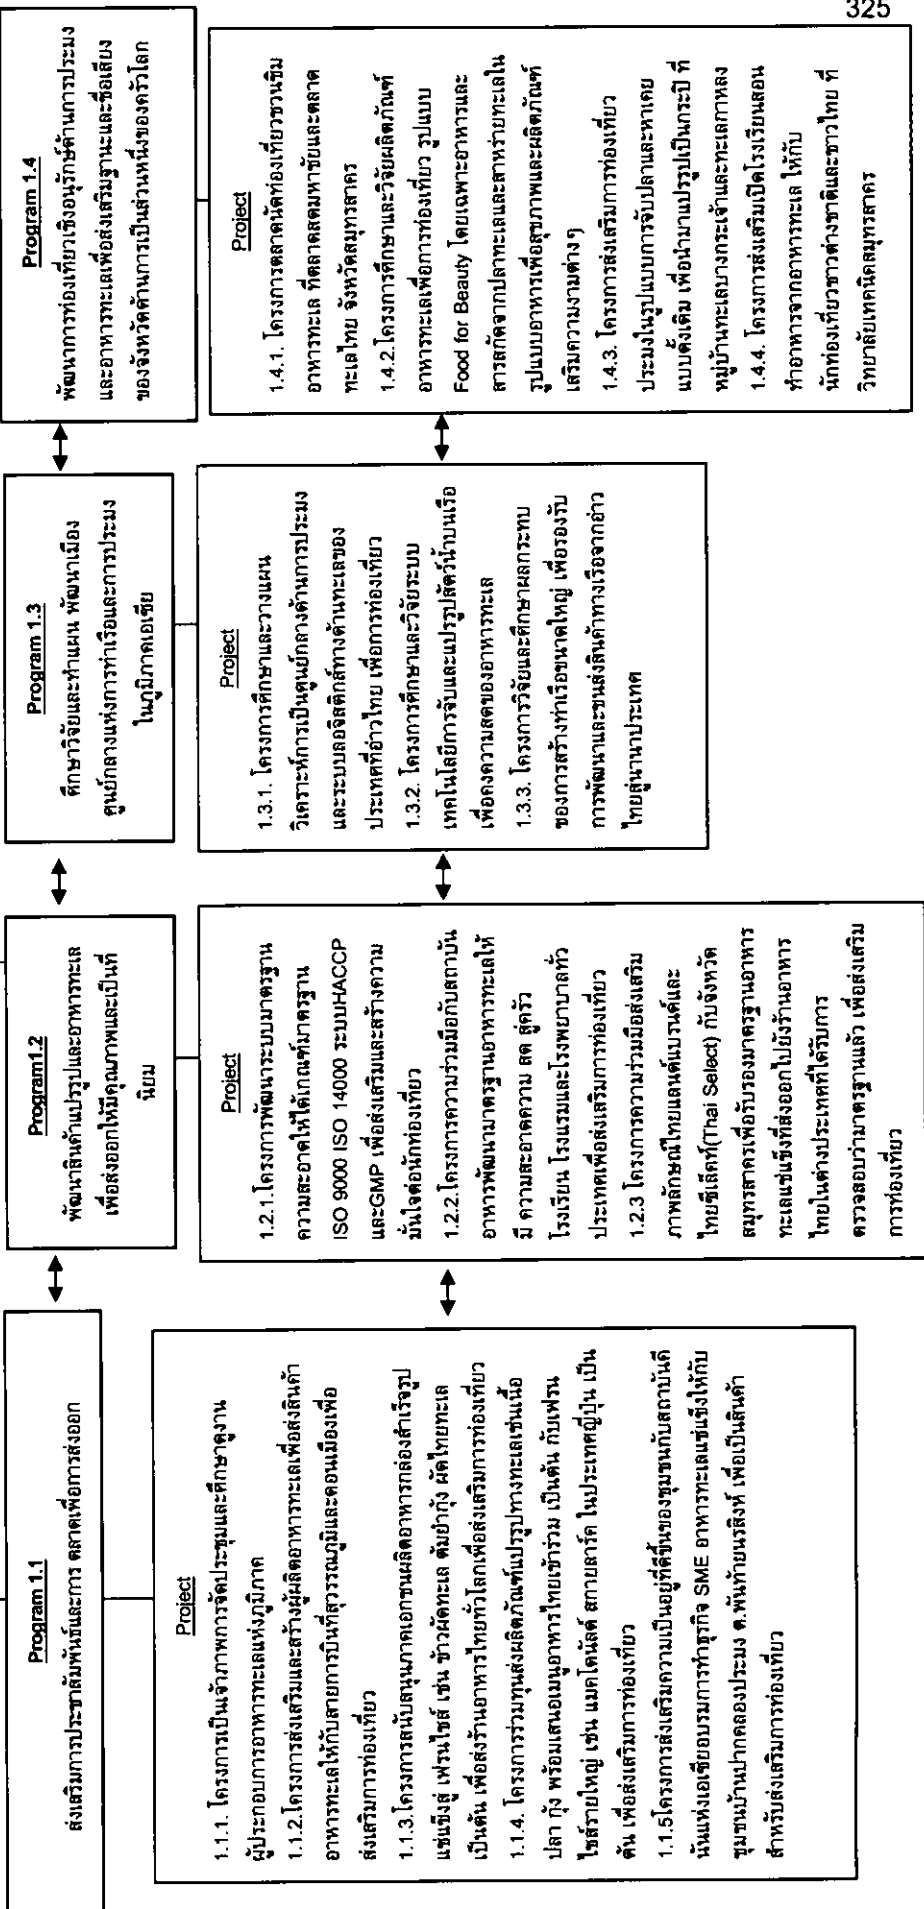 325
Program 1.1
ส่งเสริมการประชาสัมพันธ์และการ ตลาดเพื่อการส่งออก
Project
1.1.1. โครงการเป็นเจ้าภาพการจัดประชุมและศึกษาดูงาน
ผู้ประกอบการอาหารทะเลแห่งภูมิภาค
1.1.2.โครงการส่งเสริมและสร้างผู้ผลิตอาหารทะเลเพื่อส่งสินค้า
อาหารทะเลให้กับสายการบินที่สุวรรณภูมิและดอนเมืองเพื่อ
ส่งเสริมการท่องเที่ยว
1.1.3.โครงการสนับสนุนภาคเอกชนผลิตอาหารกล่องสำเร็จรูป
แช่แข็งสู่ เฟรนไชส์ เช่น ข้าวผัดทะเล ต้มยำกุ้ง ผัดไทยทะเล
เป็นต้น เพื่อส่งร้านอาหารไทยทั่วโลกเพื่อส่งเสริมการท่องเที่ยว
1.1.4. โครงการร่วมทุนส่งผลิตภัณฑ์แปรรูปทางทะเลเช่นเนื้อ
ปลา กุ้ง พร้อมเสนอเมนูอาหารไทยเข้าร่วม เป็นต้น กับเฟรน
ไชส์รายใหญ่ เช่น แมคโดนัลด์ สกายลาร์ค ในประเทศญี่ปุ่น เป็น
ต้น เพื่อส่งเสริมการท่องเที่ยว
1.1.5โครงการส่งเสริมความเป็นอยู่ที่ดีขึ้นของชุมชนกับสถาบันคี
นันแห่งเอเชียอบรมการทำธุรกิจ SME อาหารทะเลแช่แข็งให้กับ
ชุมชนบ้านปากคลองประมง ต.พันท้ายนรสิงห์ เพื่อเป็นสินค้า
สำหรับส่งเสริมการท่องเที่ยว
Program1.2
พัฒนาสินค้าแปรรูปและอาหารทะเล
เพื่อส่งออกให้มีคุณภาพและเป็นที่
นิยม
Project
1.2.1.โครงการพัฒนาระบบมาตรฐาน
ความสะอาดให้ได้เกณฑ์มาตรฐาน
ISO 9000 ISO 14000 ระบบHACCP
และGMP เพื่อส่งเสริมและสร้างความ
มั่นใจต่อนักท่องเที่ยว
1.2.2.โครงการความร่วมมือกับสถาบัน
อาหารพัฒนามาตรฐานอาหารทะเลให้
มี ความสะอาดความ สด สู่ครัว
โรงเรียน โรงแรมและโรงพยาบาลทั่ว
ประเทศเพื่อส่งเสริมการท่องเที่ยว
1.2.3 โครงการความร่วมมือส่งเสริม
ภาพลักษณ์ไทยแลนด์แบรนด์และ
ไทยซีเล็คท์(Thai Select) กับจังหวัด
สมุทรสาครเพื่อรับรองมาตรฐานอาหาร
ทะเลแช่แข็งที่ส่งออกไปยังร้านอาหาร
ไทยในต่างประเทศที่ได้รับการ
ตรวจสอบว่ามาตรฐานแล้ว เพื่อส่งเสริม
การท่องเที่ยว
Program 1.3
ศึกษาวิจัยและทำแผน พัฒนาเมือง
ศูนย์กลางแห่งการท่าเรือและการประมง
ในภูมิภาคเอเชีย
Project
1.3.1. โครงการศึกษาและวางแผน
วิเคราะห์การเป็นศูนย์กลางด้านการประมง
และระบบลอจิสติกส์ทางด้านทะเลของ
ประเทศที่อ่าวไทย เพื่อการท่องเที่ยว
1.3.2. โครงการศึกษาและวิจัยระบบ
เทคโนโลยีการจับและแปรรูปสัตว์น้ำบนเรือ
เพื่อคงความสดของอาหารทะเล
1.3.3. โครงการวิจัยและศึกษาผลกระทบ
ของการสร้างท่าเรือขนาดใหญ่ เพื่อรองรับ
การพัฒนาและขนส่งสินค้าทางเรือจากอ่าว
ไทยสู่นานาประเทศ
Program 1.4
พัฒนาการท่องเที่ยวเชิงอนุรักษ์ด้านการประมง
และอาหารทะเลเพื่อส่งเสริมฐานะและชื่อเสียง
ของจังหวัดด้านการเป็นส่วนหนึ่งของครัวโลก
Project
1.4.1. โครงการตลาดนัดท่องเที่ยวชวนชิม
อาหารทะเล ที่ตลาดสดมหาชัยและตลาด
ทะเลไทย จังหวัดสมุทรสาคร
1.4.2.โครงการศึกษาและวิจัยผลิตภัณฑ์
อาหารทะเลเพื่อการท่องเที่ยว รูปแบบ
Food for Beauty โดยเฉพาะอาหารและ
สารสกัดจากปลาทะเลและสาหร่ายทะเลใน
รูปแบบอาหารเพื่อสุขภาพและผลิตภัณฑ์
เสริมความงามต่าง ๆ
1.4.3. โครงการส่งเสริมการท่องเที่ยว
ประมงในรูปแบบการจับปลาและหาเคย
แบบดั้งเดิม เพื่อนำมาแปรรูปเป็นกระปิ ที่
หมู่บ้านทะเลบางกระเจ้าและทะเลกาหลง
1.4.4. โครงการส่งเสริมเปิดโรงเรียนสอน
ทำอาหารจากอาหารทะเล ให้กับ
นักท่องเที่ยวชาวต่างชาติและชาวไทย ที่
วิทยาลัยเทคนิคสมุทรสาคร